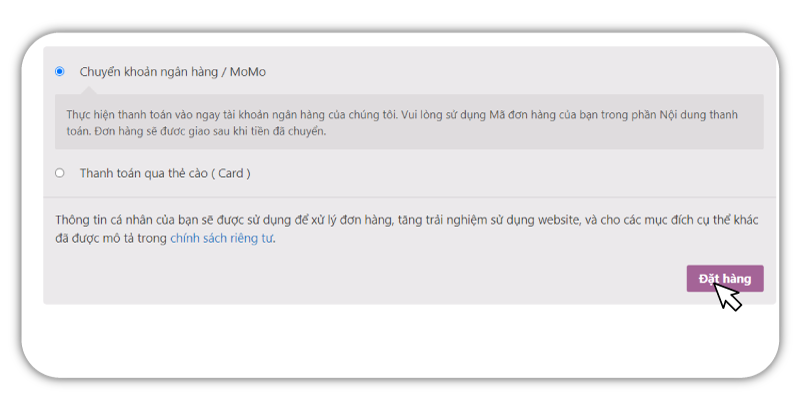 Chuyển khoản ngân hàng / MoMo
Thực hiện thanh toán vào ngay tài khoản ngân hàng của chúng tôi. Vui lòng sử dụng Mã đơn hàng của bạn trong phần Nội dung thanh
toán. Đơn hàng sẽ đươc giao sau khi tiền đã chuyển.
Thanh toán qua thẻ cào ( Card )
Thông tin cá nhân của bạn sẽ được sử dụng để xử lý đơn hàng, tăng trải nghiệm sử dụng website, và cho các mục đích cụ thể khác
đã được mô tả trong chính sách riêng tư.
Đặt hàng